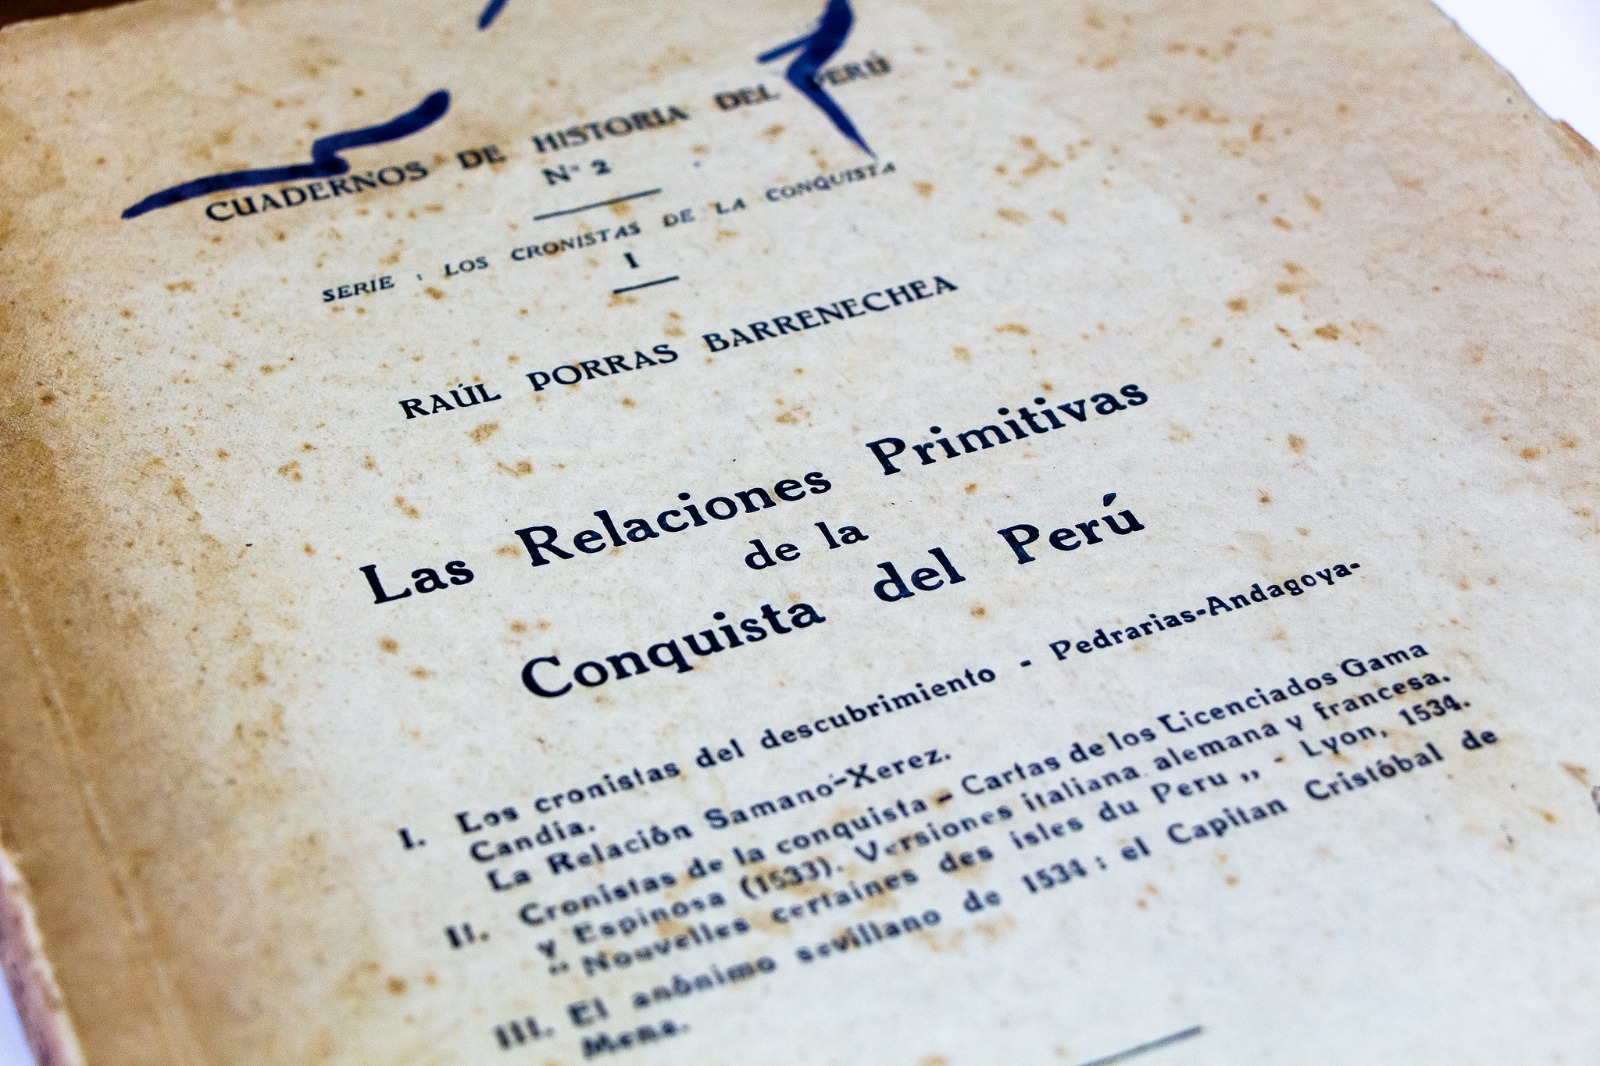 CUADERNOS DE HISTORIA DEL PERÚ
Nº 2
SERIE : LOS CRONISTAS DE LA CONQUISTA
I
RAÚL PORRAS BARRENECHEA
Las Relaciones Primitivas
de la
Conquista del Perú
I. Los cronistas del descubrimiento - Pedrarias-Andagoya-
Candia.
La Relación Samano-Xerez.
II. Cronistas de la conquista - Cartas de los Licenciados Gama
y Espinosa (1533). Versiones italiana alemana y francesa.
" Nouvelles certaines des isles du Peru „ - Lyon, 1534.
III. El anónimo sevillano de 1534 : el Capitan Cristóbal de
Mena.